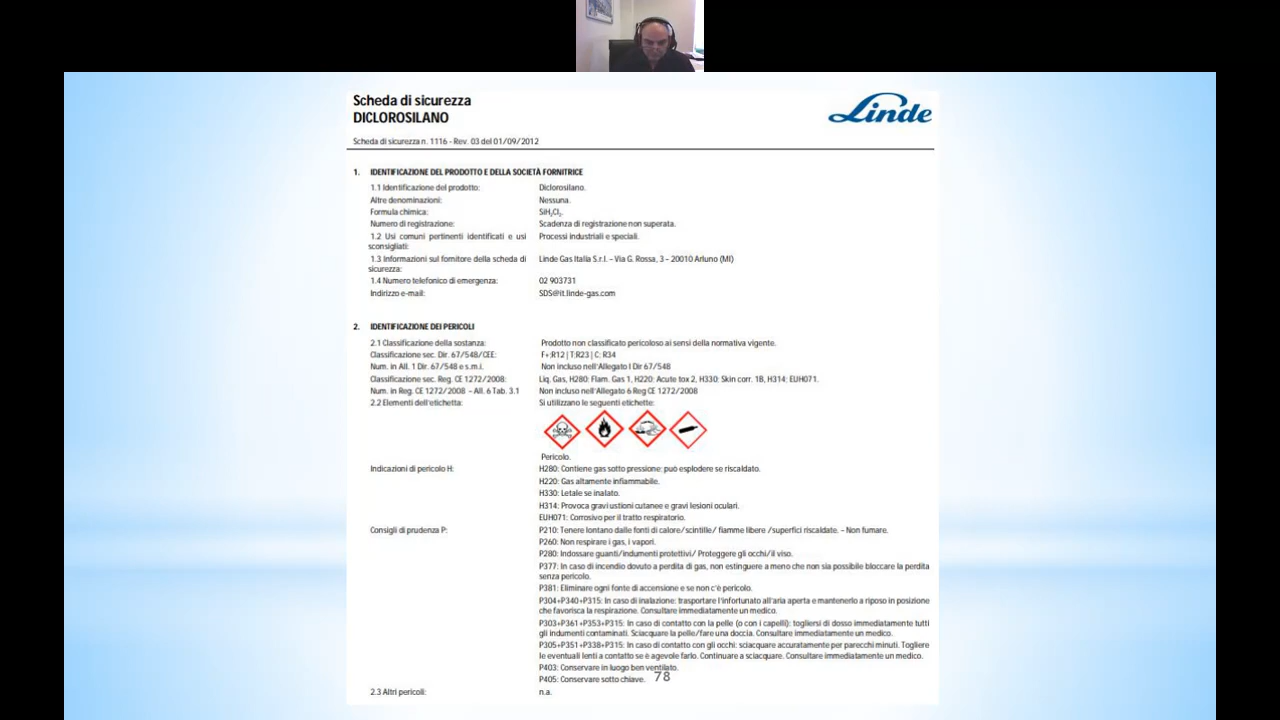 Scheda di sicurezza
DICLOROSILANO
Linde
Scheda di sicurezza n. 1116 - Rev. 03 del 01/09/2012
1. IDENTIFICAZIONE DEL PRODOTTO E DELLA SOCIETÀ FORNITRICE
1.1 Identificazione del prodotto: Diclorosilano.
Altre denominazioni: Nessuna.
Formula chimica: SiH₂Cl₂.
Numero di registrazione: Scadenza di registrazione non superata.
1.2 Usi comuni pertinenti identificati e usi Processi industriali e speciali.
sconsigliati:
1.3 Informazioni sul fornitore della scheda di Linde Gas Italia S.r.l. – Via G. Rossa, 3 – 20010 Arluno (MI)
sicurezza:
1.4 Numero telefonico di emergenza: 02 903731
Indirizzo e-mail: SDS@it.linde-gas.com
2. IDENTIFICAZIONE DEI PERICOLI
2.1 Classificazione della sostanza: Prodotto non classificato pericoloso ai sensi della normativa vigente.
Classificazione sec. Dir. 67/548/CEE: F+;R12 | T;R23 | C; R34
Num. in All. 1 Dir. 67/548 e s.m.i. Non incluso nell'Allegato I Dir 67/548
Classificazione sec. Reg. CE 1272/2008: Liq. Gas, H280; Flam. Gas 1, H220; Acute tox 2, H330; Skin corr. 1B, H314; EUH071.
Num. in Reg. CE 1272/2008 – All. 6 Tab. 3.1 Non incluso nell'Allegato 6 Reg CE 1272/2008
2.2 Elementi dell'etichetta: Si utilizzano le seguenti etichette:
Pericolo.
Indicazioni di pericolo H: H280: Contiene gas sotto pressione; può esplodere se riscaldato.
H220: Gas altamente infiammabile.
H330: Letale se inalato.
H314: Provoca gravi ustioni cutanee e gravi lesioni oculari.
EUH071: Corrosivo per il tratto respiratorio.
Consigli di prudenza P: P210: Tenere lontano dalle fonti di calore/scintille/ fiamme libere /superfici riscaldate. – Non fumare.
P260: Non respirare i gas, i vapori.
P280: Indossare guanti/indumenti protettivi/ Proteggere gli occhi/il viso.
P377: In caso di incendio dovuto a perdita di gas, non estinguere a meno che non sia possibile bloccare la perdita
senza pericolo.
P381: Eliminare ogni fonte di accensione e se non c'è pericolo.
P304+P340+P315: In caso di inalazione: trasportare l'infortunato all'aria aperta e mantenerlo a riposo in posizione
che favorisca la respirazione. Consultare immediatamente un medico.
P303+P361+P353+P315: In caso di contatto con la pelle (o con i capelli): togliersi di dosso immediatamente tutti
gli indumenti contaminati. Sciacquare la pelle/fare una doccia. Consultare immediatamente un medico.
P305+P351+P338+P315: In caso di contatto con gli occhi: sciacquare accuratamente per parecchi minuti. Togliere
le eventuali lenti a contatto se è agevole farlo. Continuare a sciacquare. Consultare immediatamente un medico.
P403: Conservare in luogo ben ventilato.
P405: Conservare sotto chiave. 78
2.3 Altri pericoli: n.a.